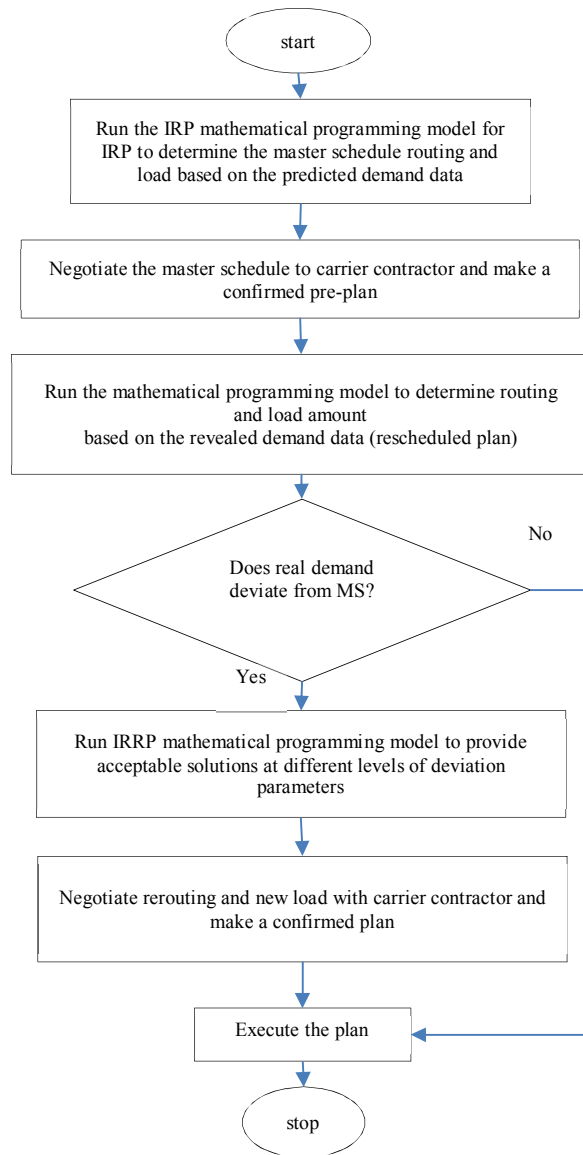 start
Run the IRP mathematical programming model for
IRP to determine the master schedule routing and
load based on the predicted demand data
Negotiate the master schedule to carrier contractor and make a
confirmed pre-plan
Run the mathematical programming model to determine routing
and load amount
based on the revealed demand data (rescheduled plan)
No
Does real demand
deviate from MS?
Yes
Run IRRP mathematical programming model to provide
acceptable solutions at different levels of deviation
parameters
Negotiate rerouting and new load with carrier contractor and
make a confirmed plan
Execute the plan
stop